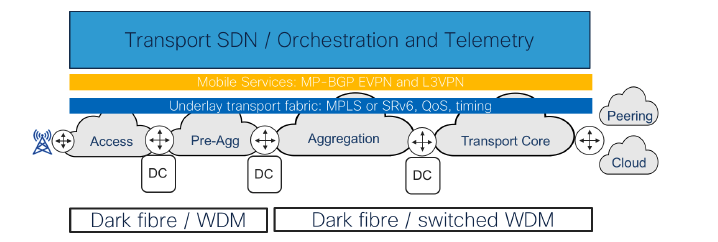 Transport SDN / Orchestration and Telemetry
Mobile Services: MP-BGP EVPN and L3VPN
Underlay transport fabric: MPLS or SRv6, QoS, timing
Peering
Access
Pre-Agg
Aggregation
Transport Core
Cloud
DC
DC
DC
Dark fibre / WDM
Dark fibre / switched WDM